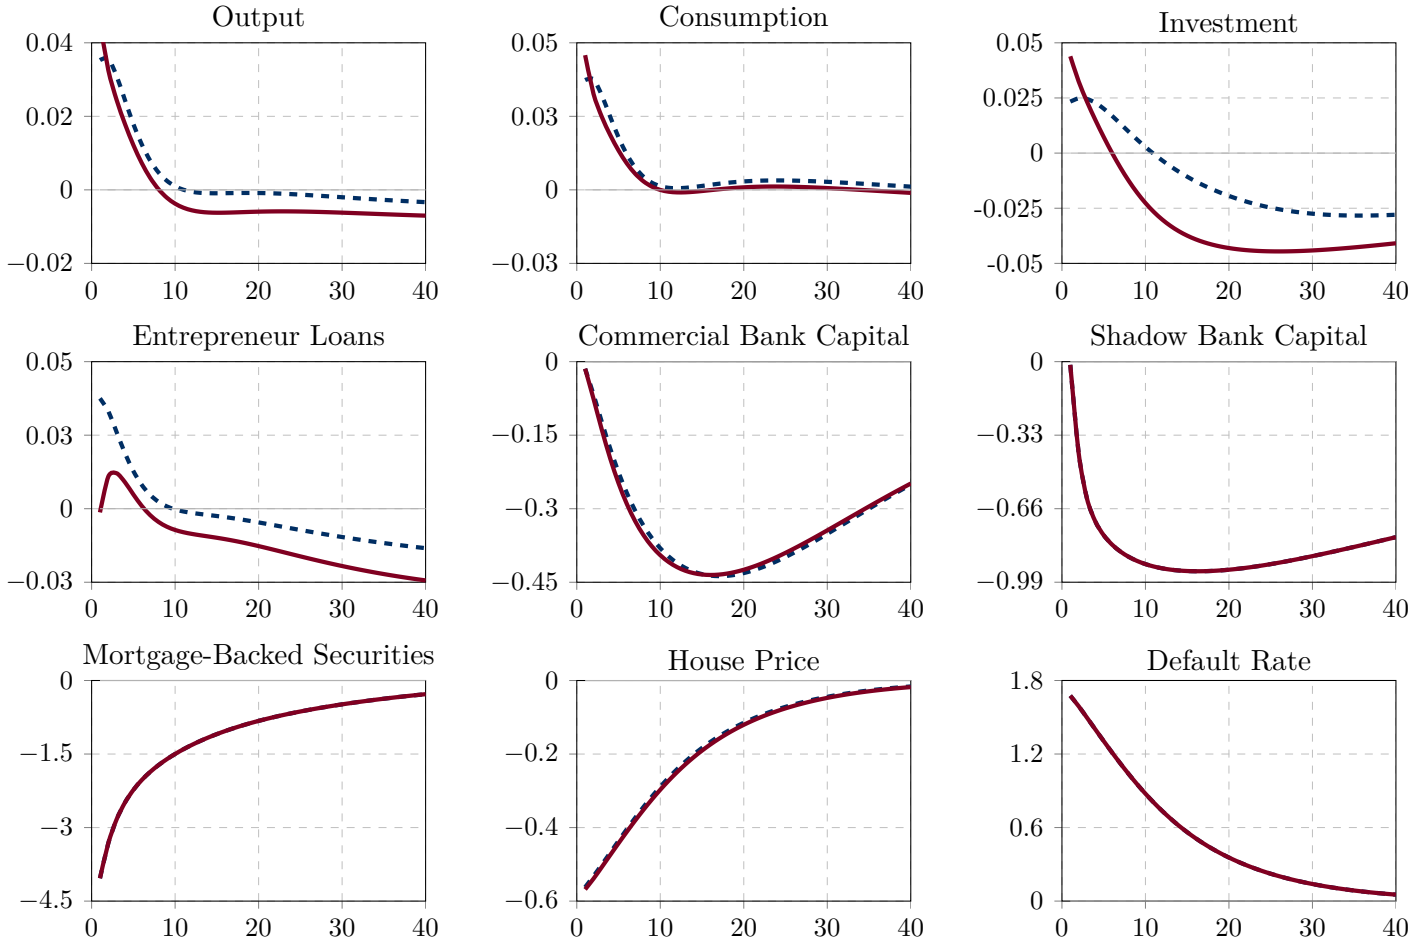 Output
0.04
0.02
0
−0.02
0 10 20 30 40
Consumption
0.05
0.03
0
−0.03
0 10 20 30 40
Investment
0.05
0.025
0
-0.025
-0.05
0 10 20 30 40
Entrepreneur Loans
0.05
0.03
0
−0.03
0 10 20 30 40
Commercial Bank Capital
0
−0.15
−0.3
−0.45
0 10 20 30 40
Shadow Bank Capital
0
−0.33
−0.66
−0.99
0 10 20 30 40
Mortgage-Backed Securities
0
−1.5
−3
−4.5
0 10 20 30 40
House Price
0
−0.2
−0.4
−0.6
0 10 20 30 40
Default Rate
1.8
1.2
0.6
0
0 10 20 30 40